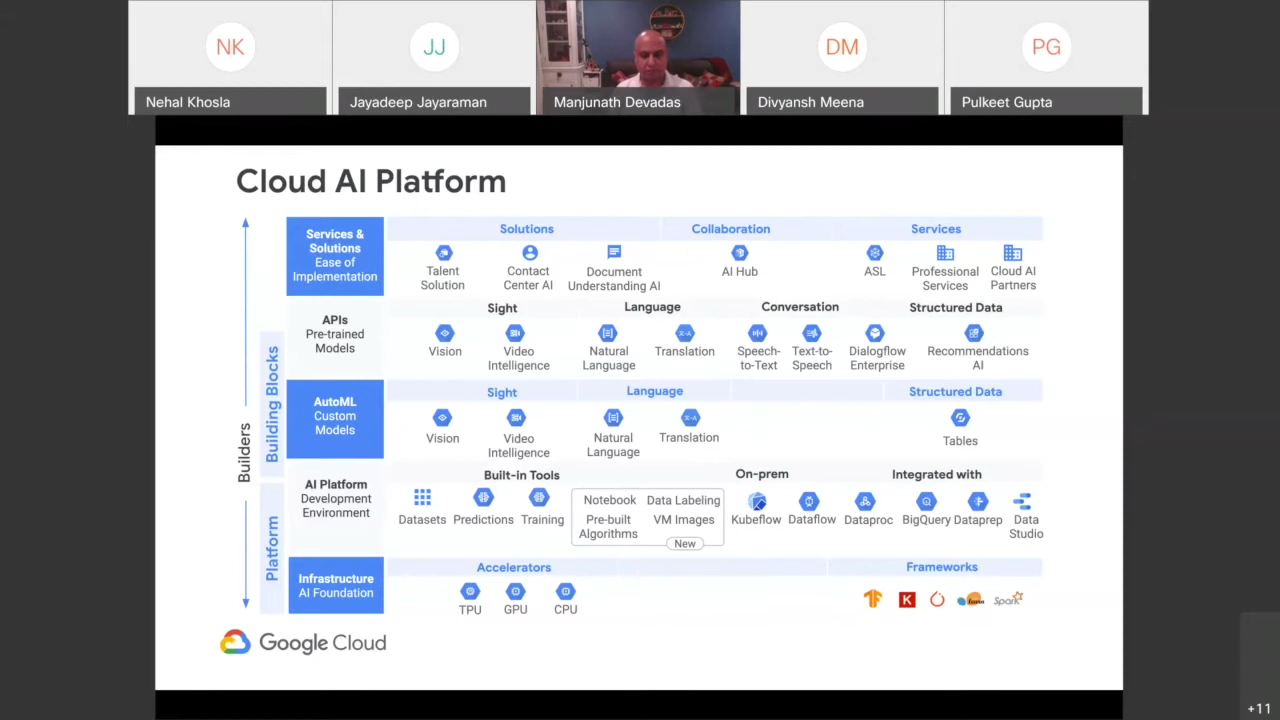 NK
JJ
DM
PG
Nehal Khosla
Jayadeep Jayaraman
Manjunath Devadas
Divyansh Meena
Pulkeet Gupta
Cloud AI Platform
Builders
Building Blocks
Platform
Services &
Solutions
Ease of
Implementation
Solutions
Collaboration
Services
Talent
Solution
Contact
Center AI
Document
Understanding AI
AI Hub
ASL
Professional
Services
Cloud AI
Partners
APIs
Pre-trained
Models
Sight
Language
Conversation
Structured Data
Vision
Video
Intelligence
Natural
Language
Translation
Speech-
to-Text
Text-to-
Speech
Dialogflow
Enterprise
Recommendations
AI
AutoML
Custom
Models
Sight
Language
Structured Data
Vision
Video
Intelligence
Natural
Language
Translation
Tables
AI Platform
Development
Environment
Built-in Tools
On-prem
Integrated with
Datasets
Predictions
Training
Notebook
Data Labeling
Pre-built
Algorithms
VM Images
New
Kubeflow
Dataflow
Dataproc
BigQuery
Dataprep
Data
Studio
Infrastructure
AI Foundation
Accelerators
Frameworks
TPU
GPU
CPU
K
learn
Spark
Google Cloud
+11